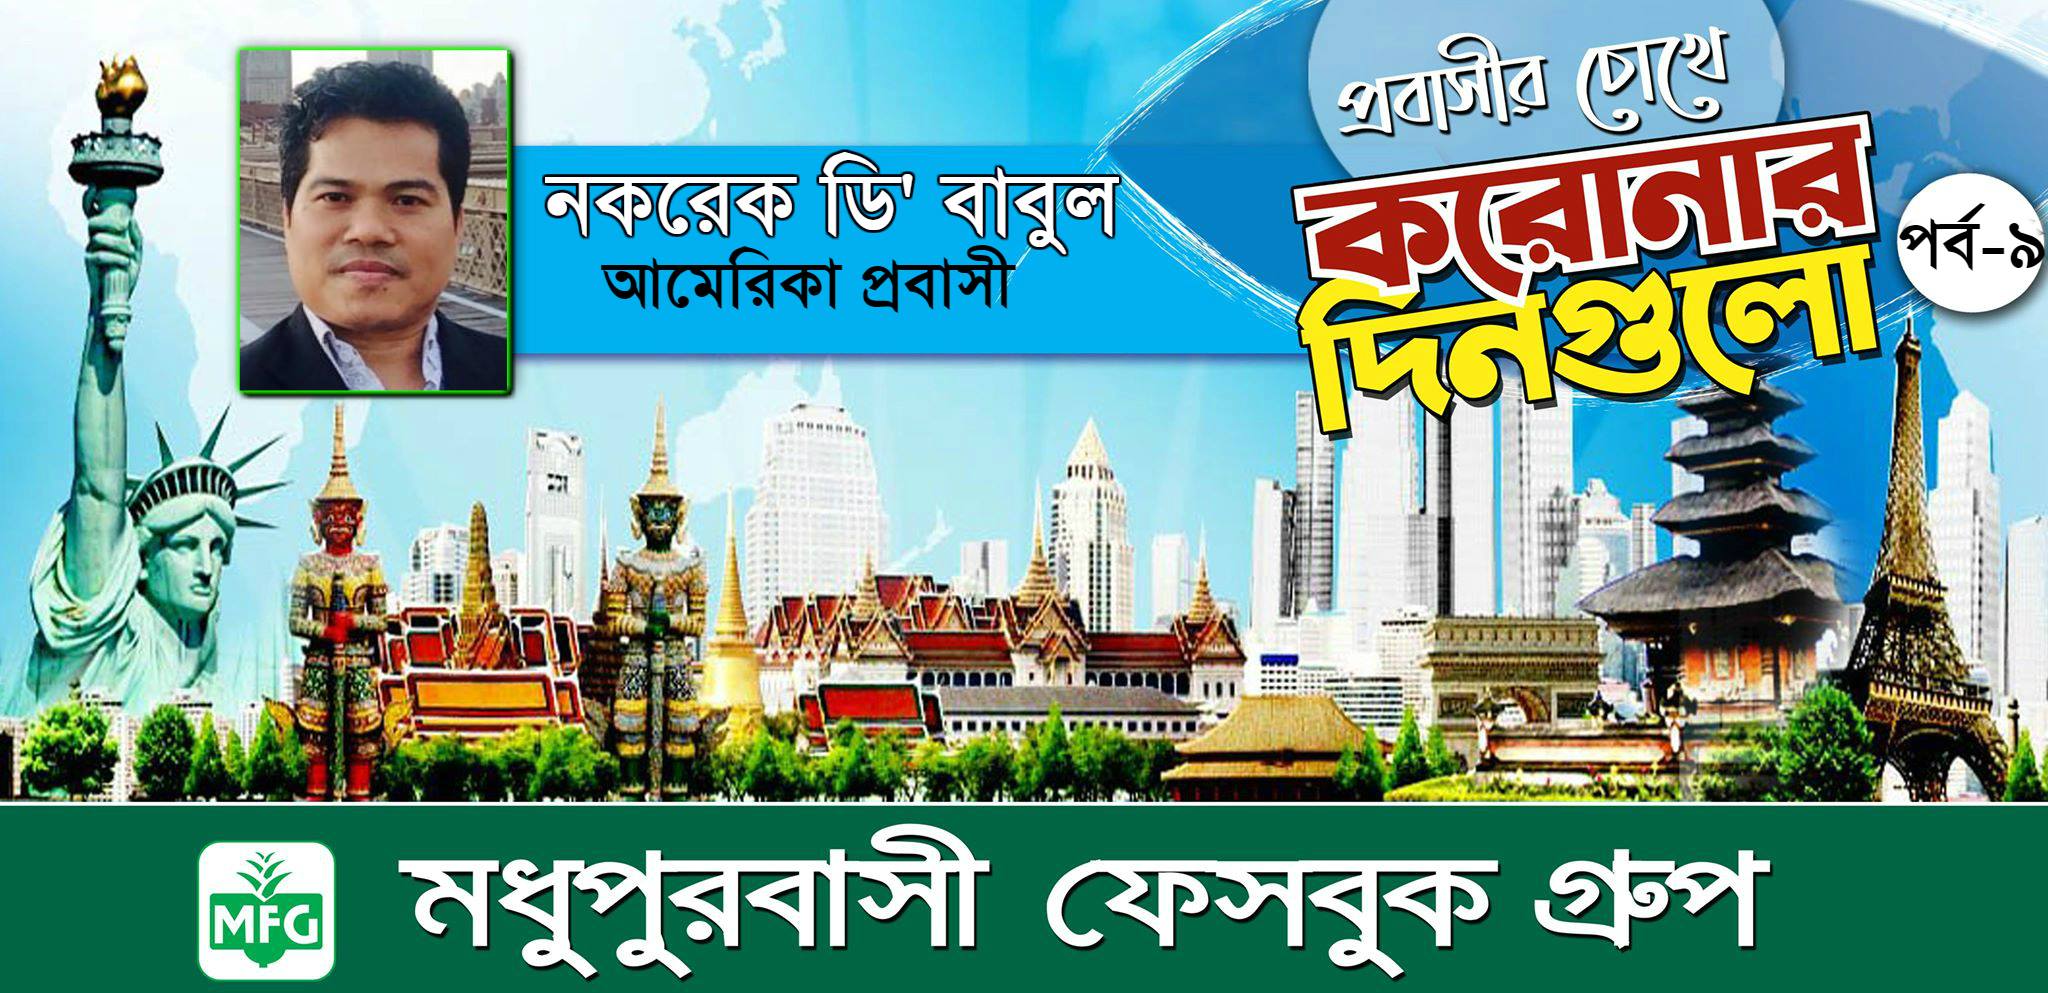 নকরেক ডি' বাবুল
আমেরিকা প্রবাসী
প্রবাসীর চোখে
করোনার
দিনগুলো
পর্ব-৯
MFG
মধুপুরবাসী ফেসবুক গ্রুপ